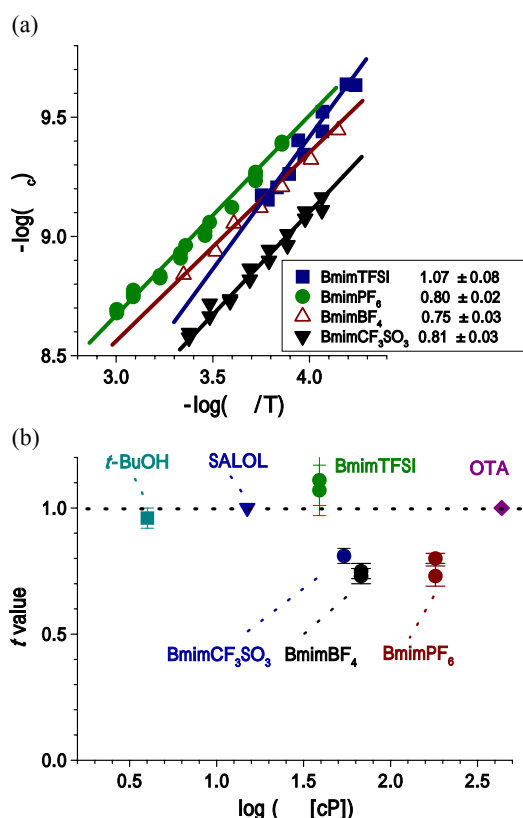 (a)
9.5
9.0
8.5
-log( c)
3.0 3.5 4.0
-log( /T)
BmimTFSI 1.07 ±0.08
BmimPF6 0.80 ±0.02
BmimBF4 0.75 ±0.03
BmimCF3SO3 0.81 ±0.03
(b)
t-BuOH SALOL BmimTFSI OTA
BmimCF3SO3 BmimBF4 BmimPF6
1.0
0.5
0.0
t value
0.5 1.0 1.5 2.0 2.5
log ( [cP])